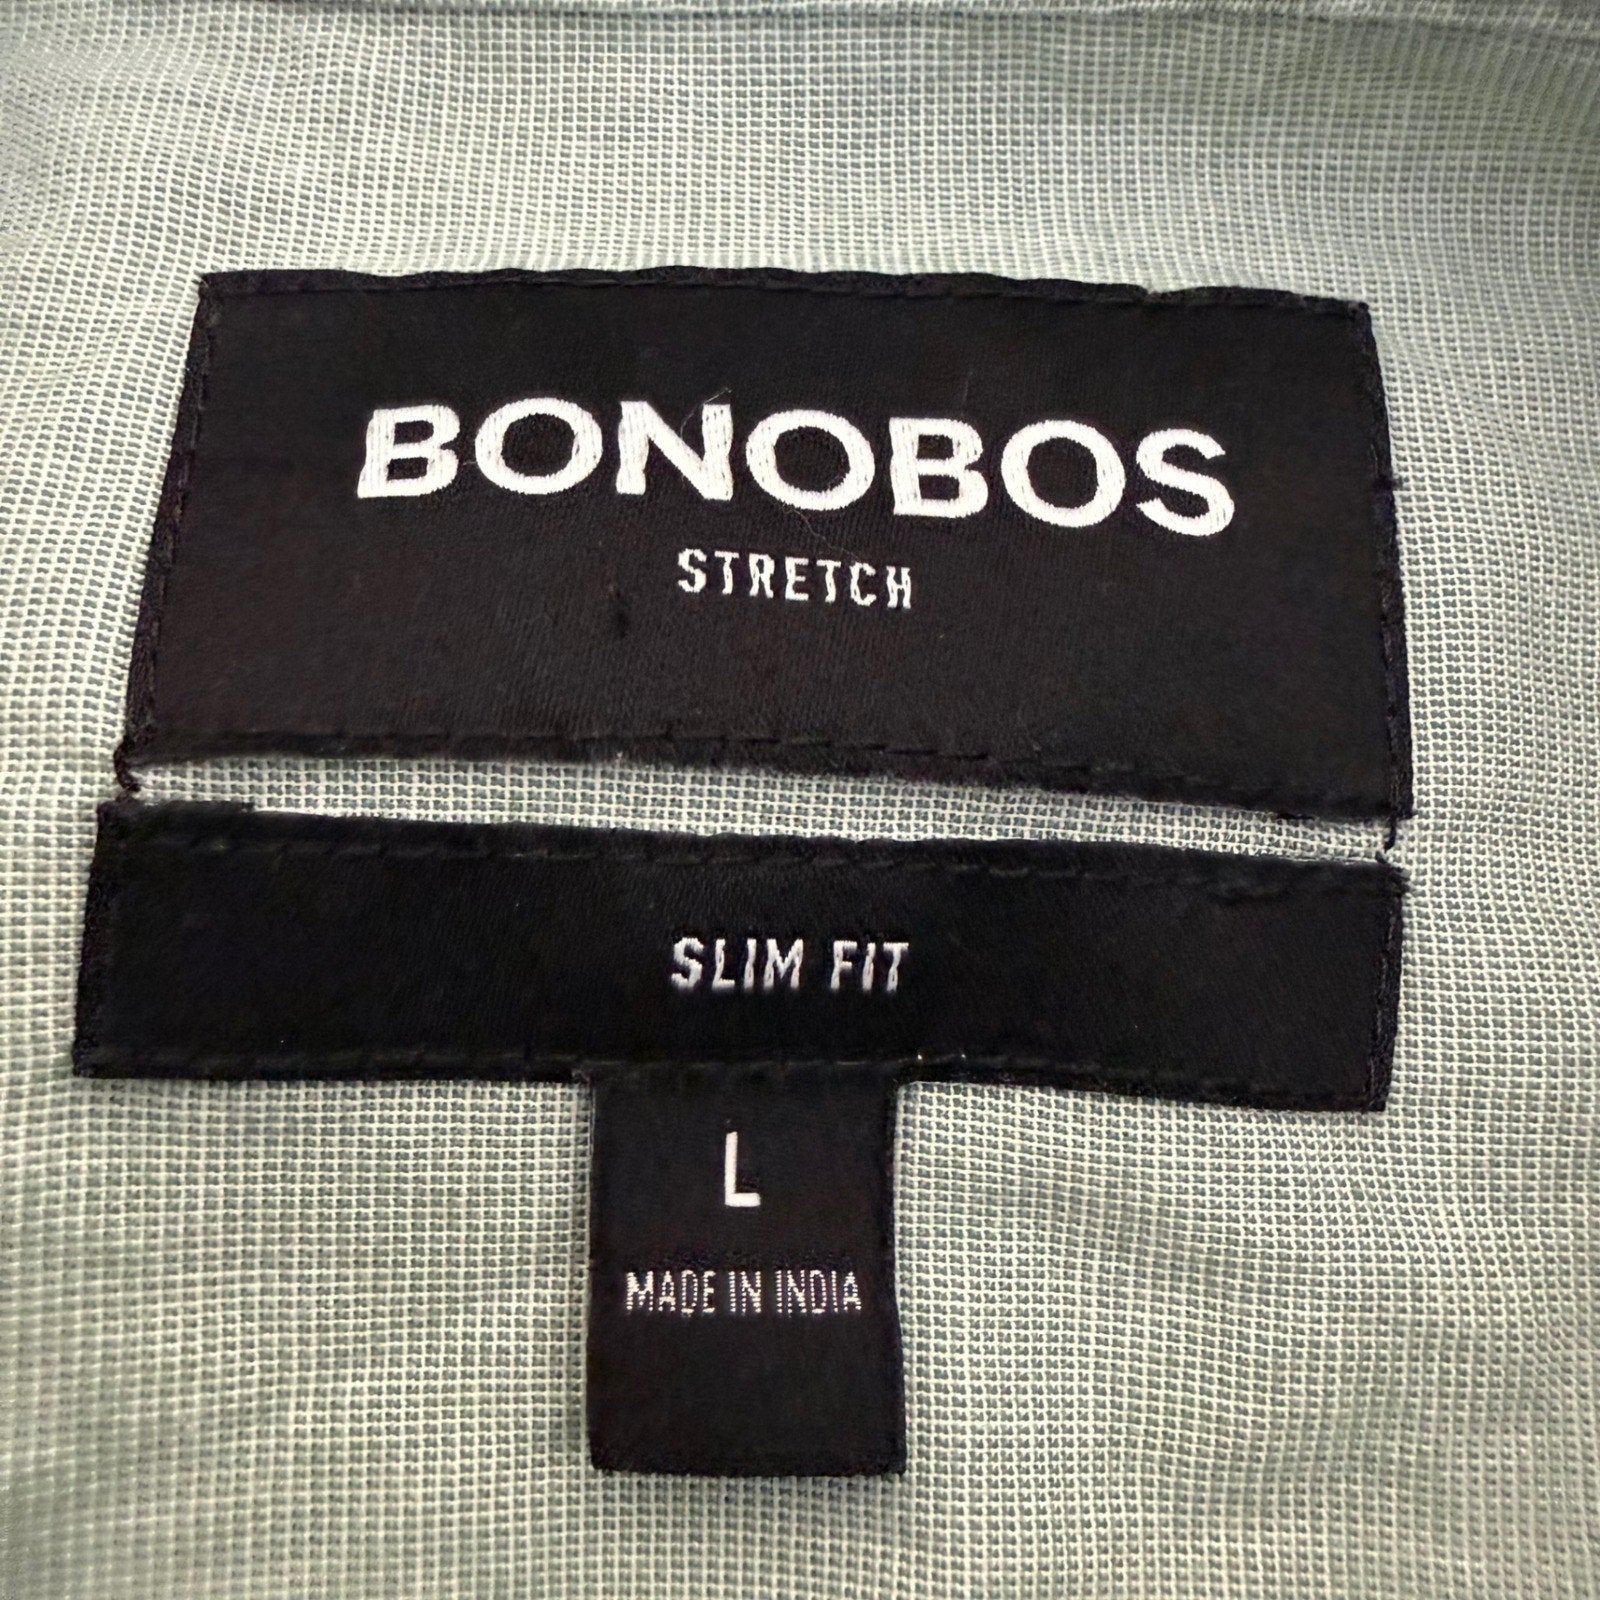 BONOBOS
STRETCH
SLIM FIT
L
MADE IN INDIA